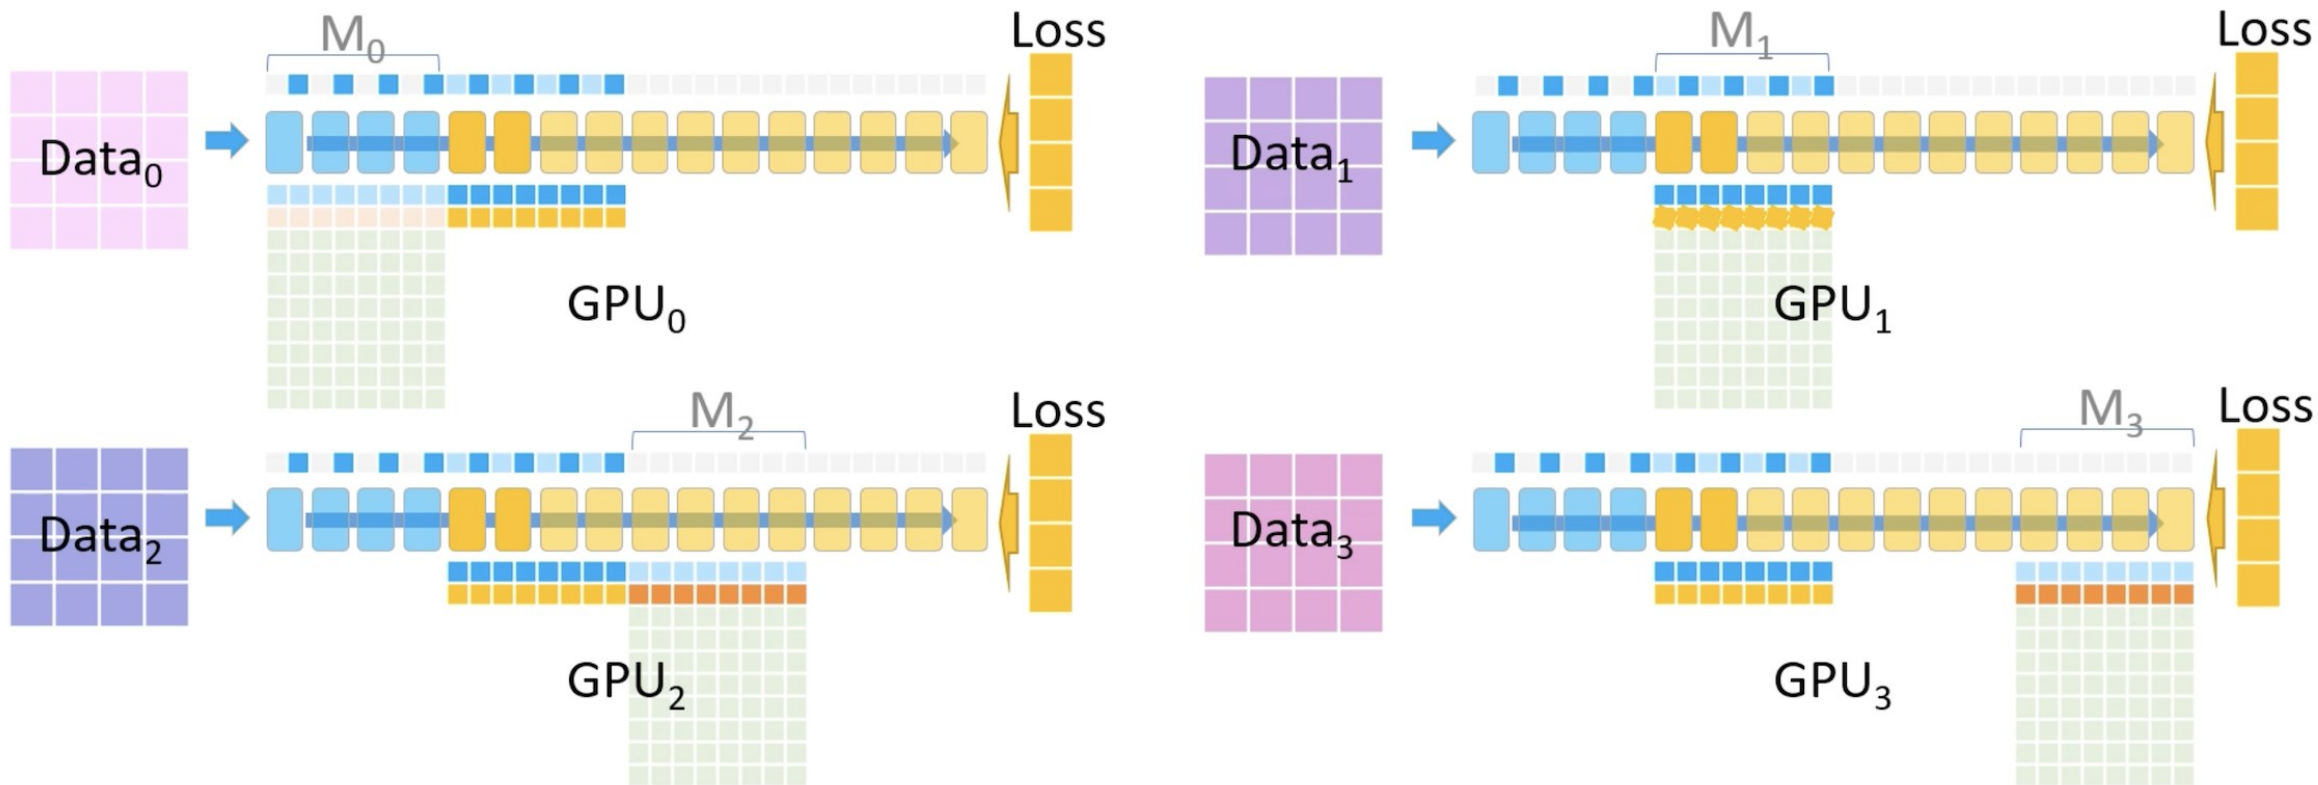 M₀
Loss
Data₀
GPU₀
M₁
Loss
Data₁
GPU₁
M₂
Loss
Data₂
GPU₂
M₃
Loss
Data₃
GPU₃